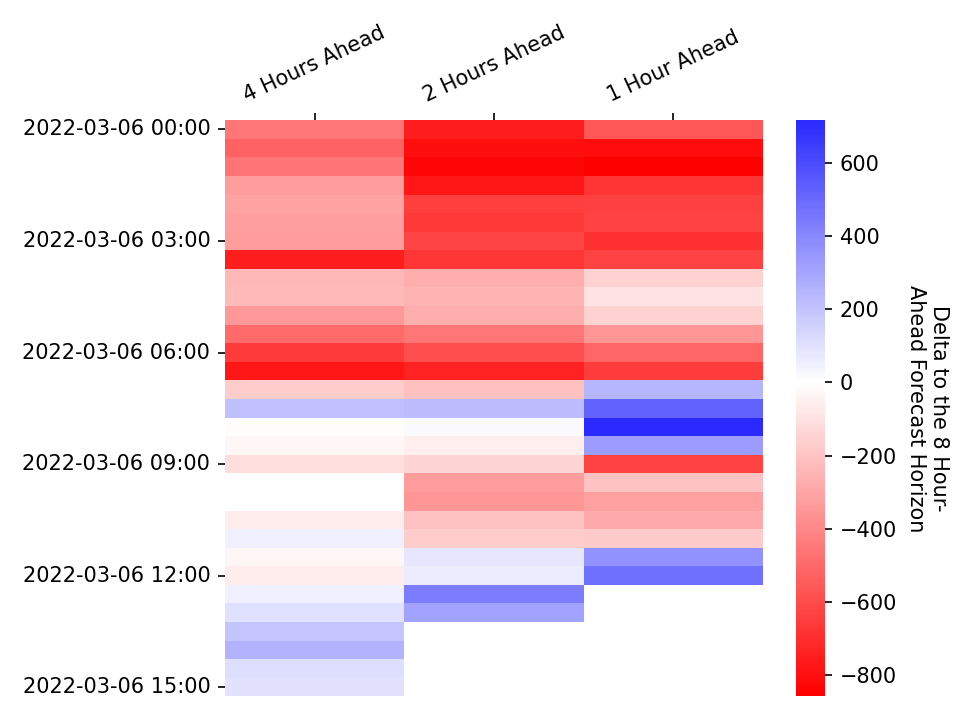 4 Hours Ahead
2 Hours Ahead
1 Hour Ahead
2022-03-06 00:00
2022-03-06 03:00
2022-03-06 06:00
2022-03-06 09:00
2022-03-06 12:00
2022-03-06 15:00
600
400
200
0
−200
−400
−600
−800
Delta to the 8 Hour-
Ahead Forecast Horizon